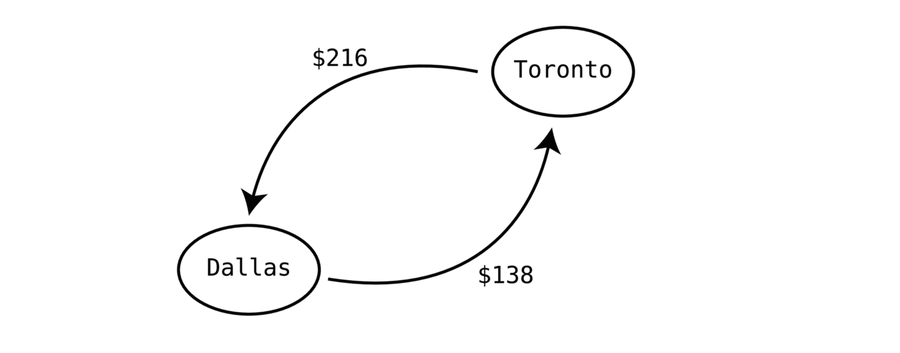 $216
Toronto
Dallas
$138